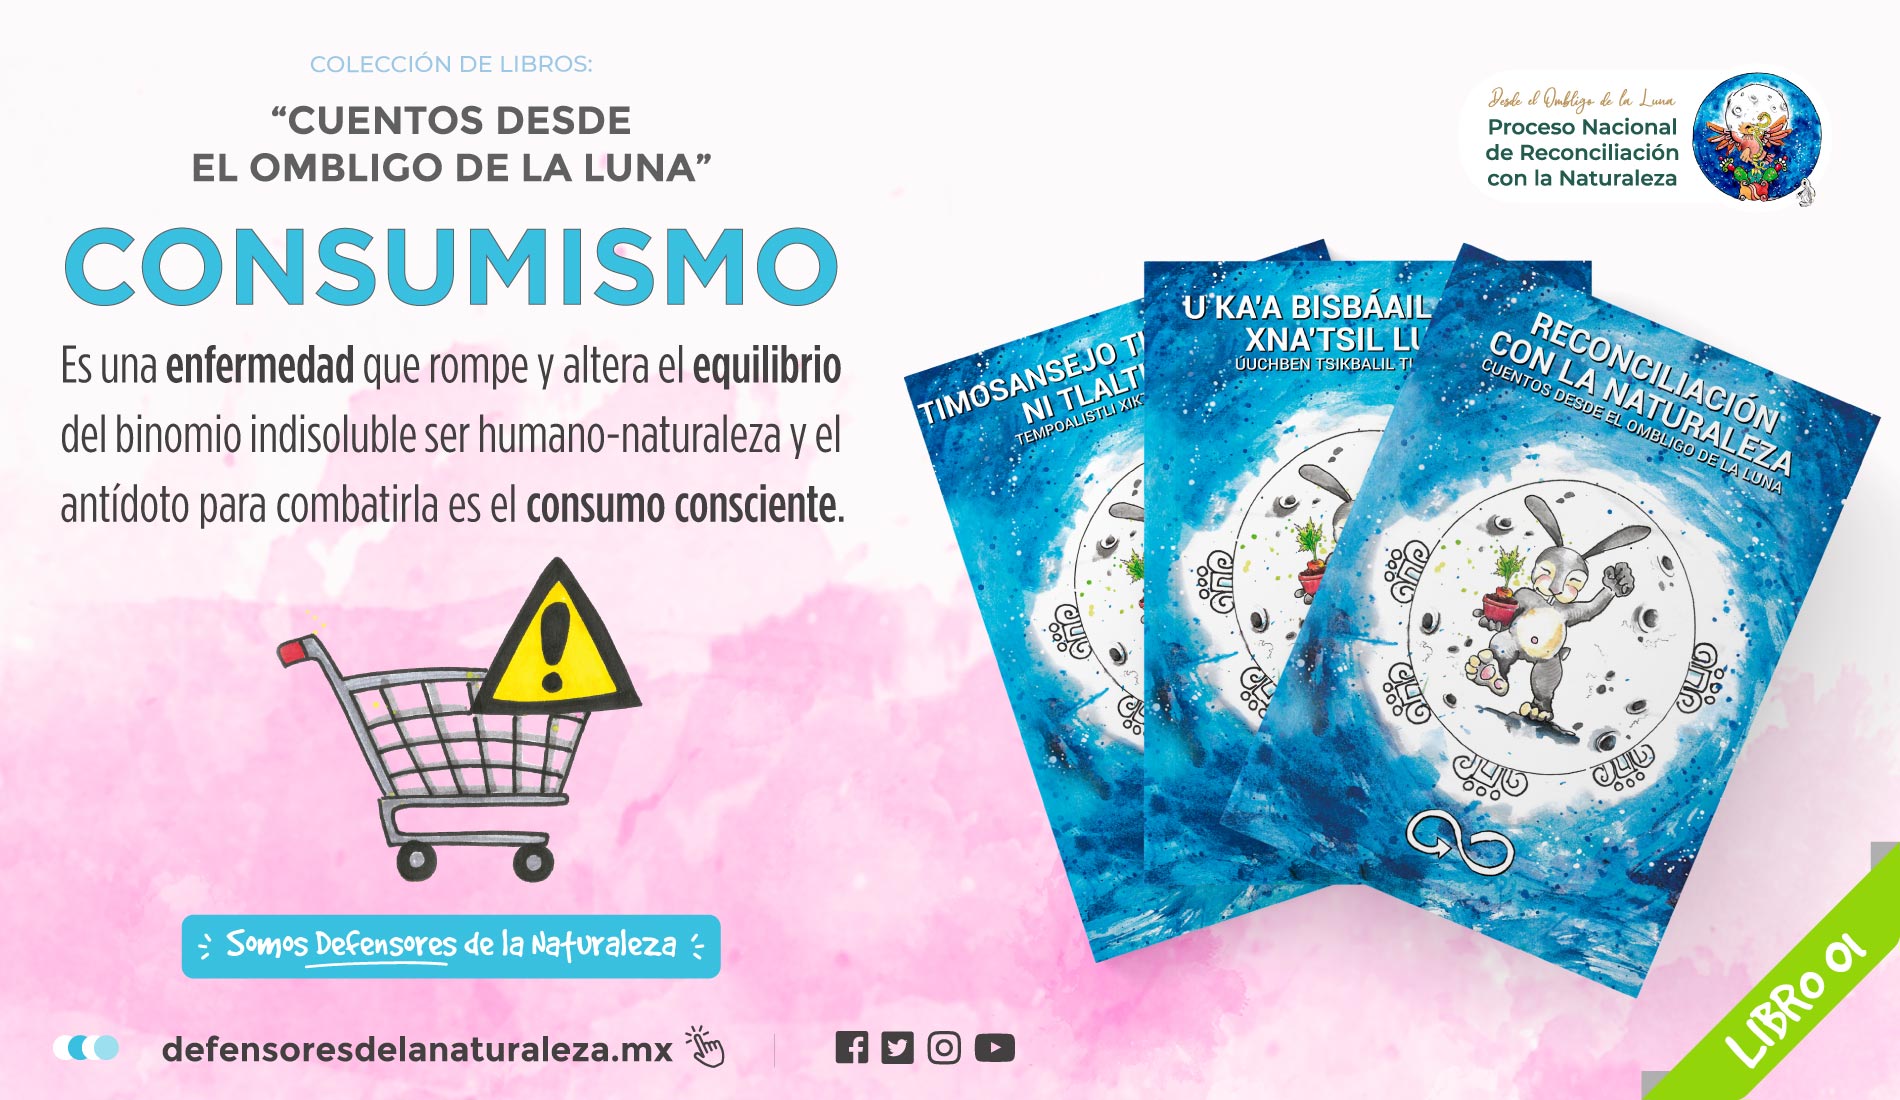 COLECCIÓN DE LIBROS:
“CUENTOS DESDE
EL OMBLIGO DE LA LUNA”
CONSUMISMO
Es una enfermedad que rompe y altera el equilibrio
del binomio indisoluble ser humano-naturaleza y el
antídoto para combatirla es el consumo consciente.
Somos Defensores de la Naturaleza
defensoresdelanaturaleza.mx
Desde el Ombligo de la Luna
Proceso Nacional
de Reconciliación
con la Naturaleza
TIMOSANSEJO
NI
TEMPOALISTLI
U KA'A
XNA'TSIL
ÚUCHBEN TSIKBALIL
RECONCILIACIÓN
CON LA NATURALEZA
CUENTOS DESDE EL OMBLIGO DE LA LUNA
LIBRO 01